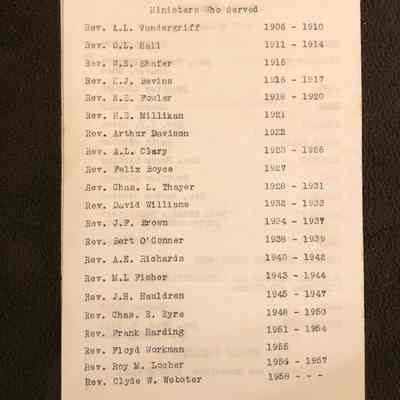 Ministers Who Served
Rev. A.L. Vandergriff 1906 - 1910
Rev. O.L. Hall 1911 - 1914
Rev. W.S. Shafer 1915
Rev. E.J. Bevins 1916 - 1917
Rev. E.E. Fowler 1918 - 1920
Rev. H.E. Millikan 1921
Rev. Arthur Davison 1922
Rev. A.L. Clary 1923 - 1926
Rev. Felix Boyce 1927
Rev. Chas. L. Thayer 1928 - 1931
Rev. David Williams 1932 - 1933
Rev. J.F. Brown 1934 - 1937
Rev. Bert O'Conner 1938 - 1939
Rev. A.E. Richards 1940 - 1942
Rev. M.L Fisher 1943 - 1944
Rev. J.H. Hauldren 1945 - 1947
Rev. Chas. E. Eyre 1948 - 1950
Rev. Frank Harding 1951 - 1954
Rev. Floyd Workman 1955
Rev. Roy M. Locher 1956 - 1957
Rev. Clyde W. Webster 1958 - - -